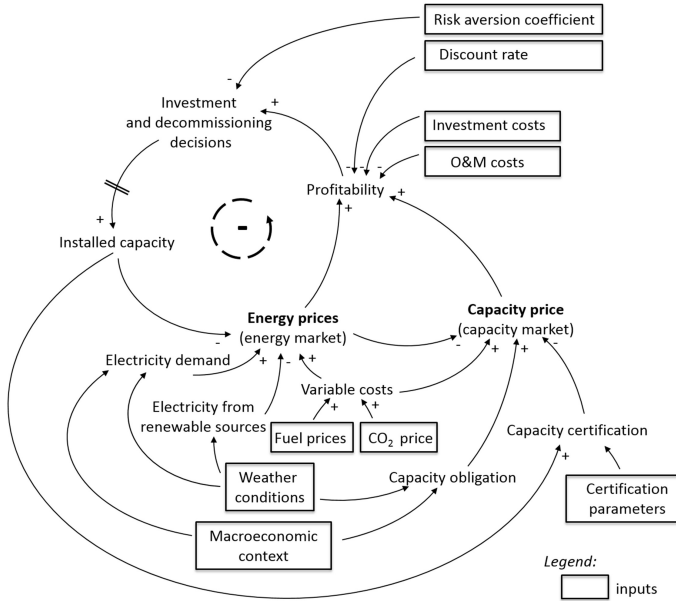 Risk aversion coefficient
Discount rate
-
+
Investment
and decommissioning
decisions
Investment costs
O&M costs
- - -
Profitability
+
+
+
Installed capacity
-
Energy prices
(energy market)
Capacity price
(capacity market)
-
-
+
+
-
Electricity demand
+
-
+
Variable costs
Electricity from
renewable sources
+
+
Fuel prices
CO₂ price
Capacity certification
+
Weather
conditions
Capacity obligation
Certification
parameters
Macroeconomic
context
Legend:
inputs